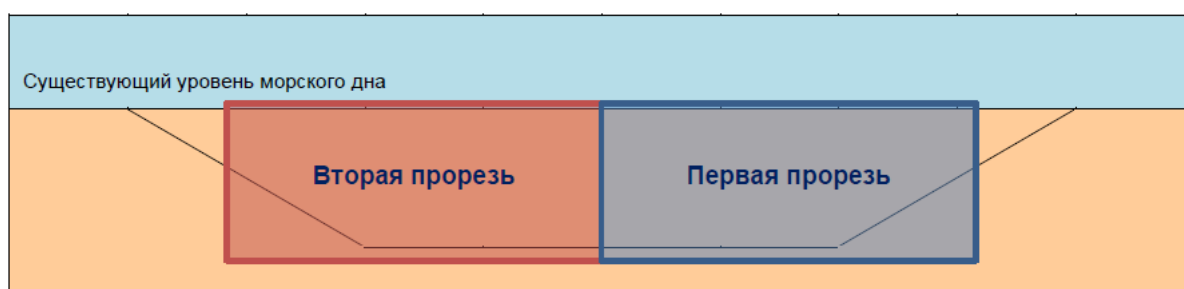 Существующий уровень морского дна
Вторая прорезь
Первая прорезь